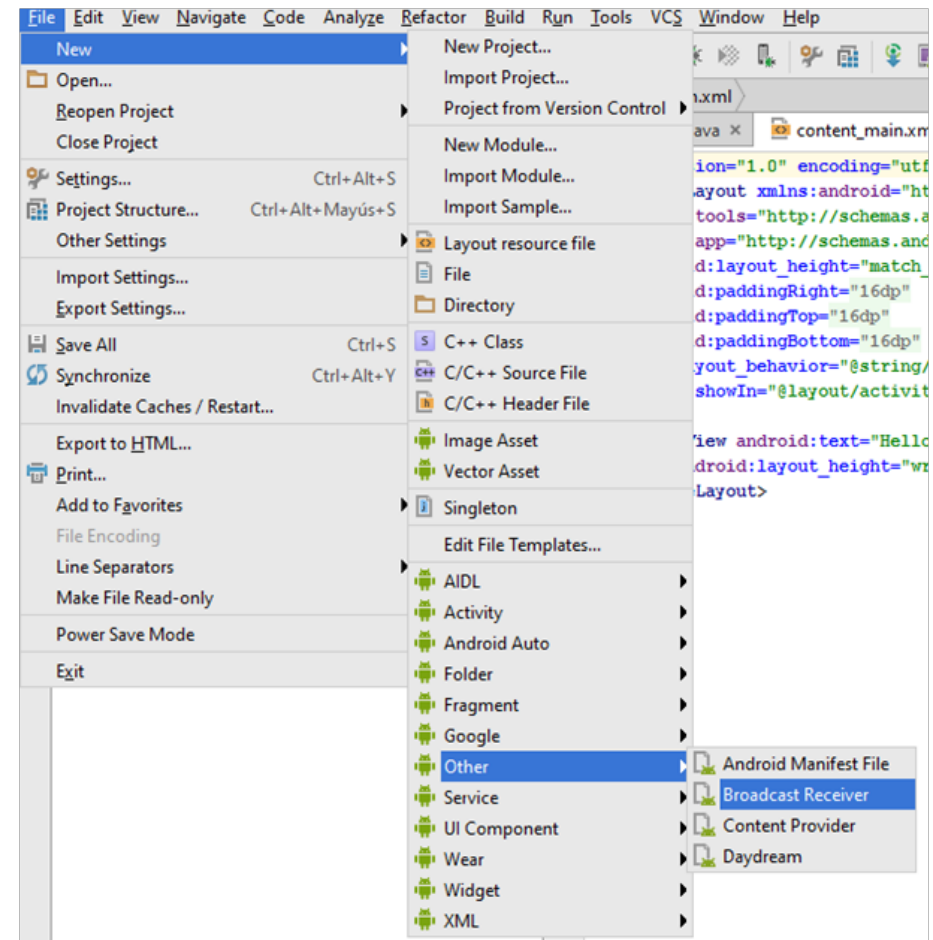 File Edit View Navigate Code Analyze Refactor Build Run Tools VCS Window Help
New
Open...
Reopen Project
Close Project
Settings... Ctrl+Alt+S
Project Structure... Ctrl+Alt+Mayús+S
Other Settings
Import Settings...
Export Settings...
Save All Ctrl+S
Synchronize Ctrl+Alt+Y
Invalidate Caches / Restart...
Export to HTML...
Print...
Add to Favorites
File Encoding
Line Separators
Make File Read-only
Power Save Mode
Exit
New Project...
Import Project...
Project from Version Control
New Module...
Import Module...
Import Sample...
Layout resource file
File
Directory
C++ Class
C/C++ Source File
C/C++ Header File
Image Asset
Vector Asset
Singleton
Edit File Templates...
AIDL
Activity
Android Auto
Folder
Fragment
Google
Other
Service
UI Component
Wear
Widget
XML
Android Manifest File
Broadcast Receiver
Content Provider
Daydream
n.xml
ava × content_main.xm
ion="1.0" encoding="utf
ayout xmlns:android="ht
tools="http://schemas.a
app="http://schemas.and
d:layout_height="match_
d:paddingRight="16dp"
d:paddingTop="16dp"
d:paddingBottom="16dp"
yout_behavior="@string/
showIn="@layout/activit
iew android:text="Hello
droid:layout_height="wr
Layout>